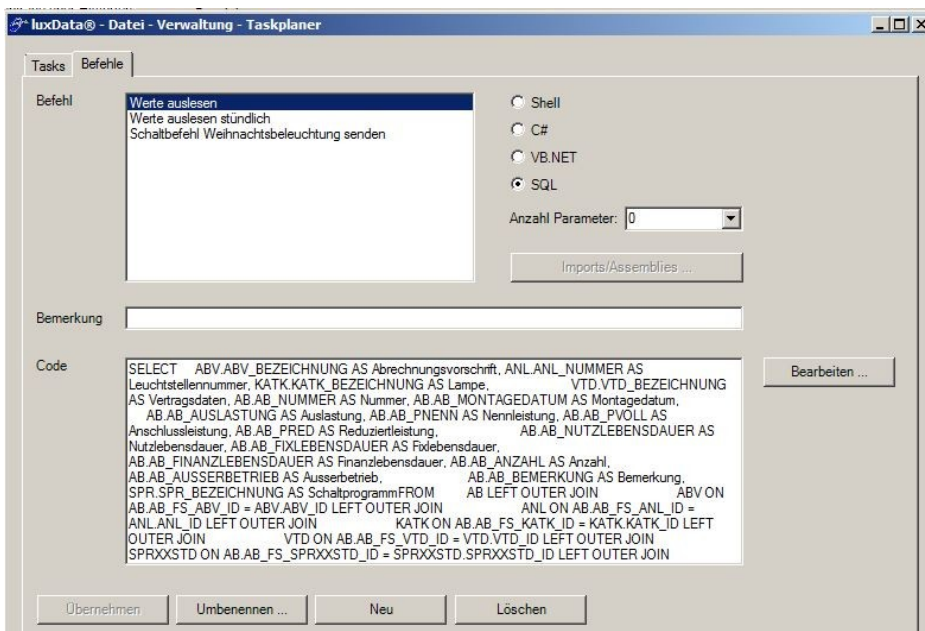 luxData® - Datei - Verwaltung - Taskplaner
Tasks Befehle
Befehl
Werte auslesen
Werte auslesen stündlich
Schaltbefehl Weihnachtsbeleuchtung senden
Shell
C#
VB.NET
SQL
Anzahl Parameter: 0
Imports/Assemblies ...
Bemerkung
Code
SELECT ABV.ABV_BEZEICHNUNG AS Abrechnungsvorschrift, ANL.ANL_NUMMER AS
Leuchtstellennummer, KATK.KATK_BEZEICHNUNG AS Lampe, VTD.VTD_BEZEICHNUNG
AS Vertragsdaten, AB.AB_NUMMER AS Nummer, AB.AB_MONTAGEDATUM AS Montagedatum,
AB.AB_AUSLASTUNG AS Auslastung, AB.AB_PNENN AS Nennleistung, AB.AB_PVOLL AS
Anschlussleistung, AB.AB_PRED AS Reduziertleistung, AB.AB_NUTZLEBENSDAUER AS
Nutzlebensdauer, AB.AB_FIXLEBENSDAUER AS Fixlebensdauer,
AB.AB_FINANZLEBENSDAUER AS Finanzlebensdauer, AB.AB_ANZAHL AS Anzahl,
AB.AB_AUSSERBETRIEB AS Ausserbetrieb, AB.AB_BEMERKUNG AS Bemerkung,
SPR.SPR_BEZEICHNUNG AS SchaltprogrammFROM AB LEFT OUTER JOIN ABV ON
AB.AB_FS_ABV_ID = ABV.ABV_ID LEFT OUTER JOIN ANL ON AB.AB_FS_ANL_ID =
ANL.ANL_ID LEFT OUTER JOIN KATK ON AB.AB_FS_KATK_ID = KATK.KATK_ID LEFT
OUTER JOIN VTD ON AB.AB_FS_VTD_ID = VTD.VTD_ID LEFT OUTER JOIN
SPRXXSTD ON AB.AB_FS_SPRXXSTD_ID = SPRXXSTD.SPRXXSTD_ID LEFT OUTER JOIN
Bearbeiten ...
Übernehmen
Umbenennen ...
Neu
Löschen